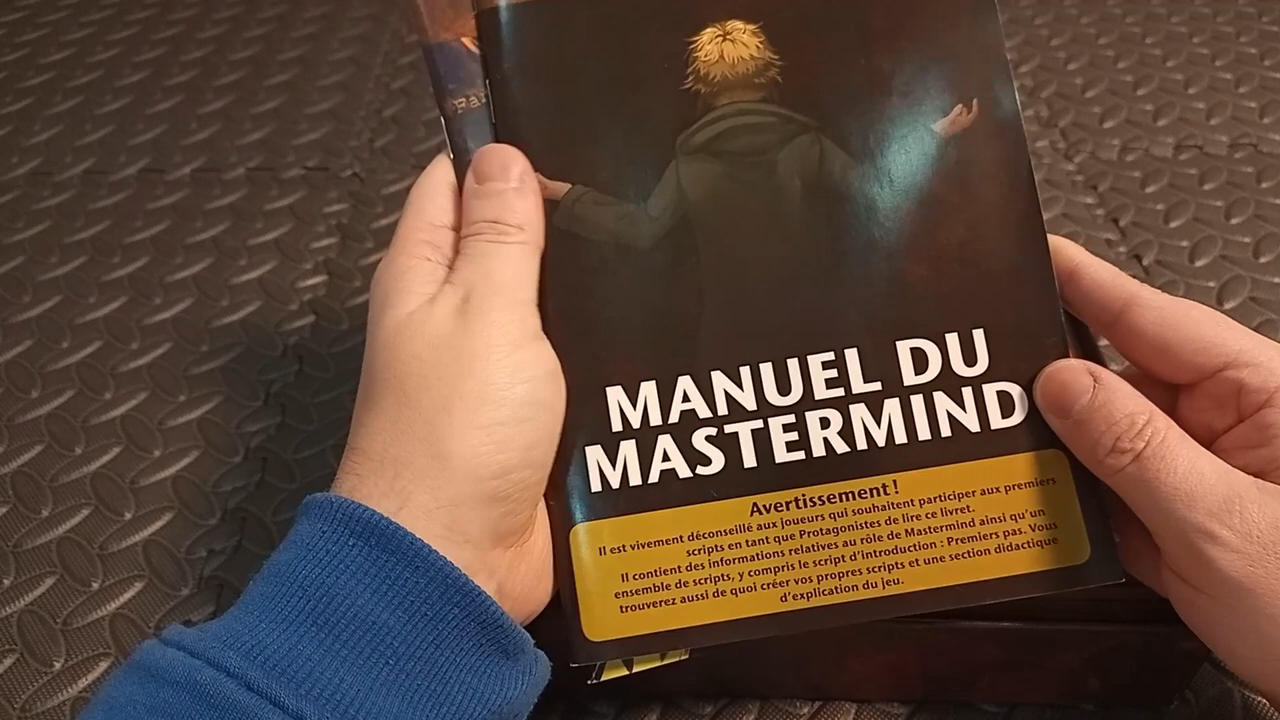 MANUEL DU
MASTERMIND
Avertissement !
Il est vivement déconseillé aux joueurs qui souhaitent participer aux premiers
scripts en tant que Protagonistes de lire ce livret.
Il contient des informations relatives au rôle de Mastermind ainsi qu'un
ensemble de scripts, y compris le script d'introduction : Premiers pas. Vous
trouverez aussi de quoi créer vos propres scripts et une section didactique
d'explication du jeu.